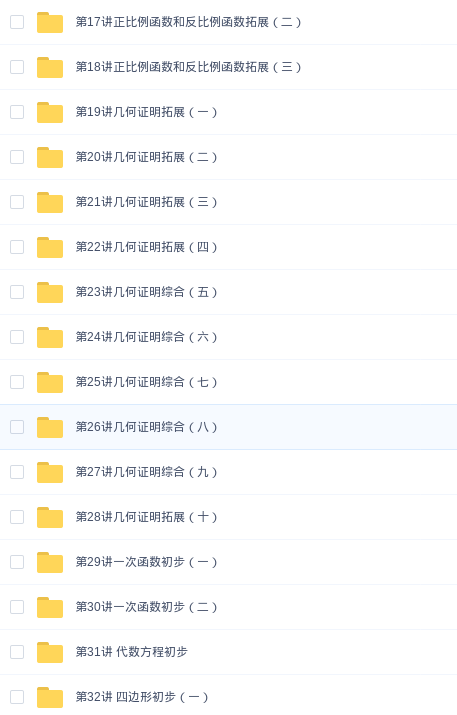 第17讲正比例函数和反比例函数拓展（二）
第18讲正比例函数和反比例函数拓展（三）
第19讲几何证明拓展（一）
第20讲几何证明拓展（二）
第21讲几何证明拓展（三）
第22讲几何证明拓展（四）
第23讲几何证明综合（五）
第24讲几何证明综合（六）
第25讲几何证明综合（七）
第26讲几何证明综合（八）
第27讲几何证明综合（九）
第28讲几何证明拓展（十）
第29讲一次函数初步（一）
第30讲一次函数初步（二）
第31讲 代数方程初步
第32讲 四边形初步（一）